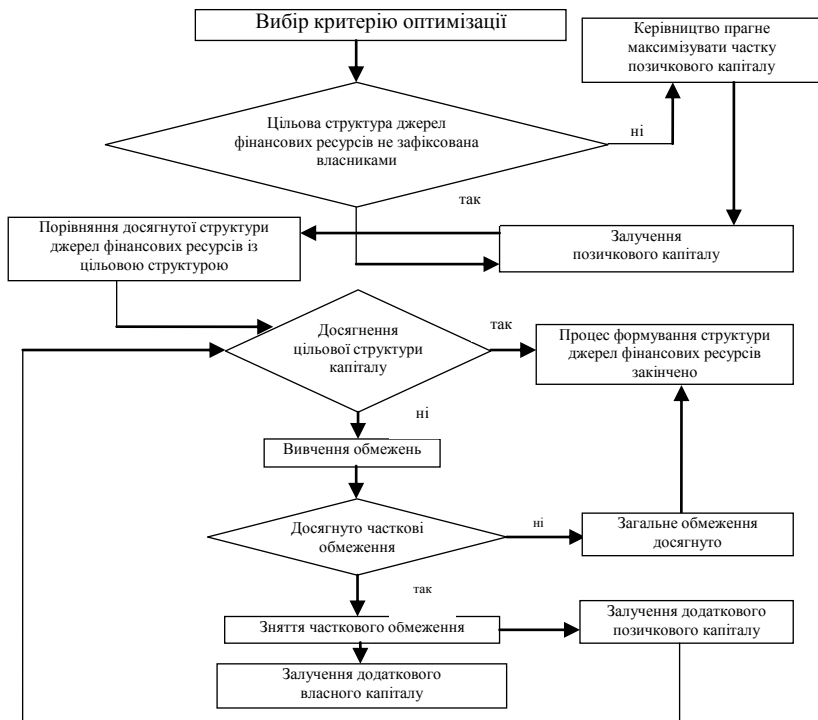 Вибір критерію оптимізації
Керівництво прагне
максимізувати частку
позичкового капіталу
Цільова структура джерел
фінансових ресурсів не зафіксована
власниками
ні
так
Порівняння досягнутої структури
джерел фінансових ресурсів із
цільовою структурою
Залучення
позичкового капіталу
Досягнення
цільової структури
капіталу
так
Процес формування структури
джерел фінансових ресурсів
закінчено
ні
Вивчення обмежень
Досягнуто часткові
обмеження
ні
Загальне обмеження
досягнуто
так
Зняття часткового обмеження
Залучення додаткового
позичкового капіталу
Залучення додаткового
власного капіталу